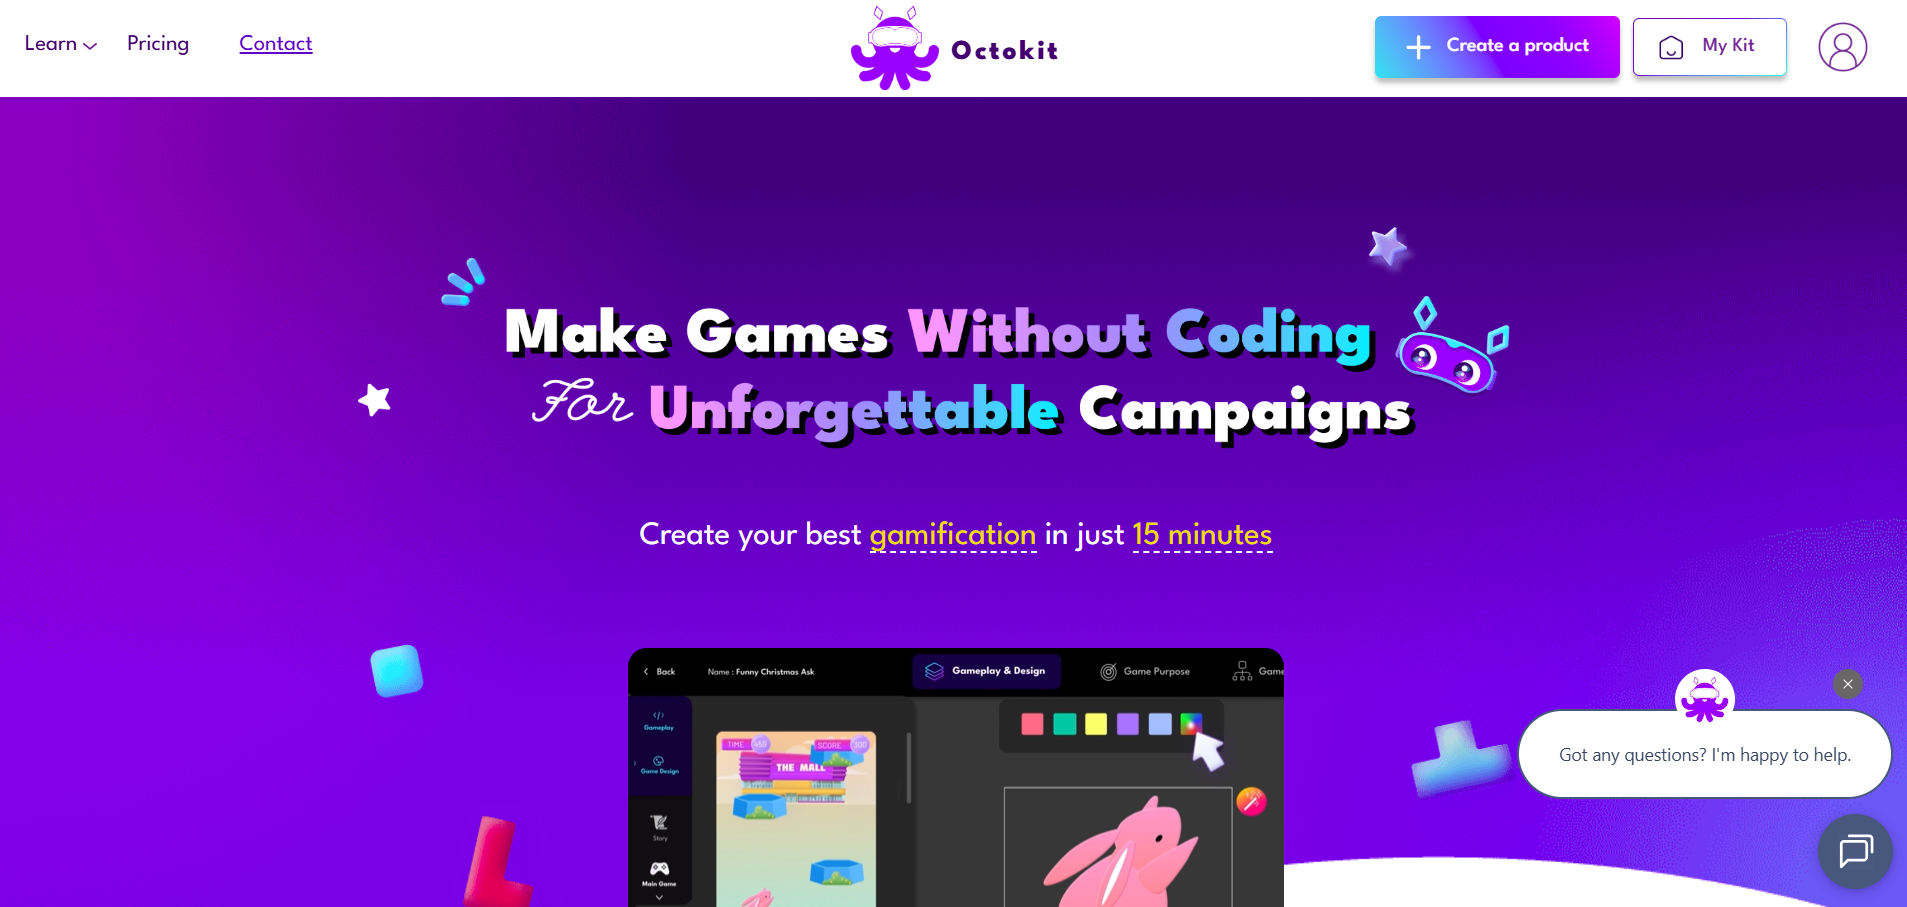 Learn
Pricing
Contact
Octokit
Create a product
My Kit
Make Games Without Coding
For Unforgettable Campaigns
Create your best gamification in just 15 minutes
Back
Name : Funny Christmas Ask
Gameplay & Design
Game Purpose
Game
Gameplay
Game Design
Story
Main Game
TIME 455
SCORE 300
THE MALL
Got any questions? I'm happy to help.